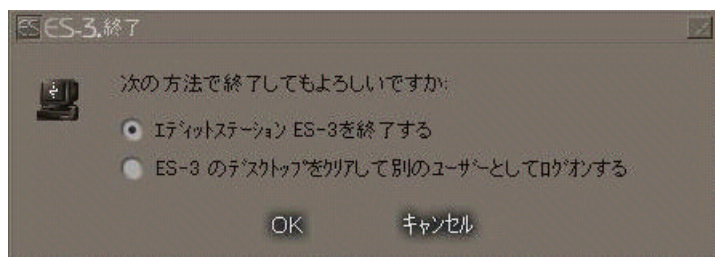 ES ES-3.終了
次の方法で終了してもよろしいですか:
ｴﾃﾞｨｯﾄｽﾃｰｼｮﾝ ES-3を終了する
ES-3 のﾃﾞｽｸﾄｯﾌﾟをｸﾘｱして別のﾕｰｻﾞｰとしてﾛｸﾞｵﾝする
OK キャンセル